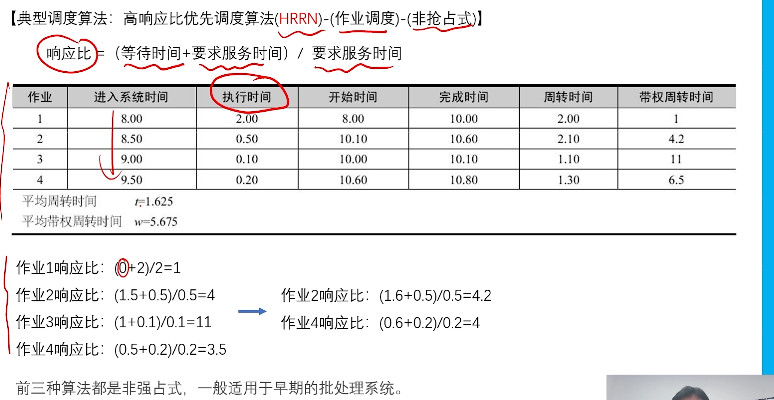 【典型调度算法：高响应比优先调度算法(HRRN)-(作业调度)-(非抢占式)】
响应比=（等待时间+要求服务时间）/ 要求服务时间
作业 进入系统时间 执行时间 开始时间 完成时间 周转时间 带权周转时间
1 8.00 2.00 8.00 10.00 2.00 1
2 8.50 0.50 10.10 10.60 2.10 4.2
3 9.00 0.10 10.00 10.10 1.10 11
4 9.50 0.20 10.60 10.80 1.30 6.5
平均周转时间 t=1.625
平均带权周转时间 w=5.675
作业1响应比：(0+2)/2=1
作业2响应比：(1.5+0.5)/0.5=4 作业2响应比：(1.6+0.5)/0.5=4.2
作业3响应比：(1+0.1)/0.1=11 作业4响应比：(0.6+0.2)/0.2=4
作业4响应比：(0.5+0.2)/0.2=3.5
前三种算法都是非强占式，一般适用于早期的批处理系统。